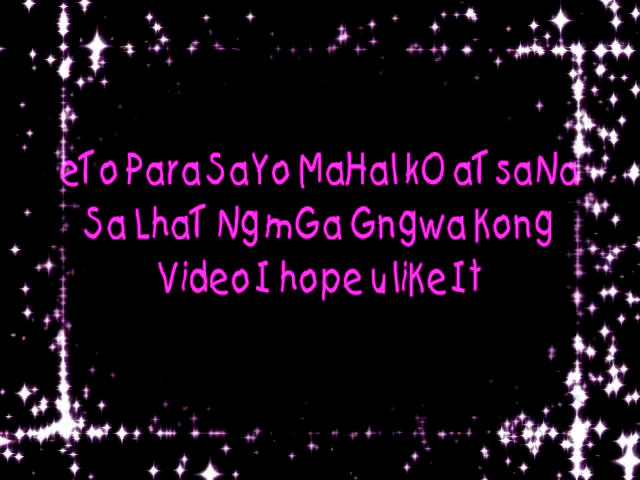 eTo Para SaYo MaHal kO aT saNa
Sa LhaT Ng mGa Gngwa Kong
Video I hope u liKe It